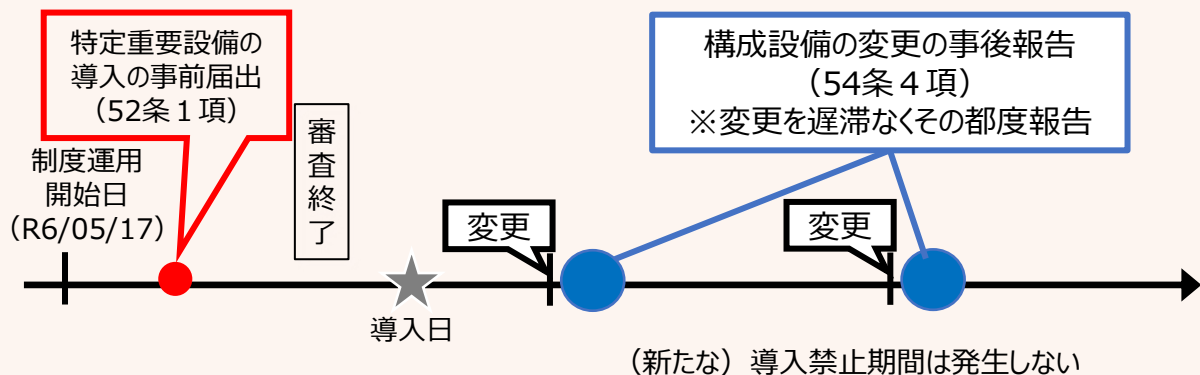 特定重要設備の
導入の事前届出
（52条１項）
構成設備の変更の事後報告
（54条４項）
※変更を遅滞なくその都度報告
制度運用
開始日
（R6/05/17）
審査終了
変更
変更
導入日
（新たな）導入禁止期間は発生しない